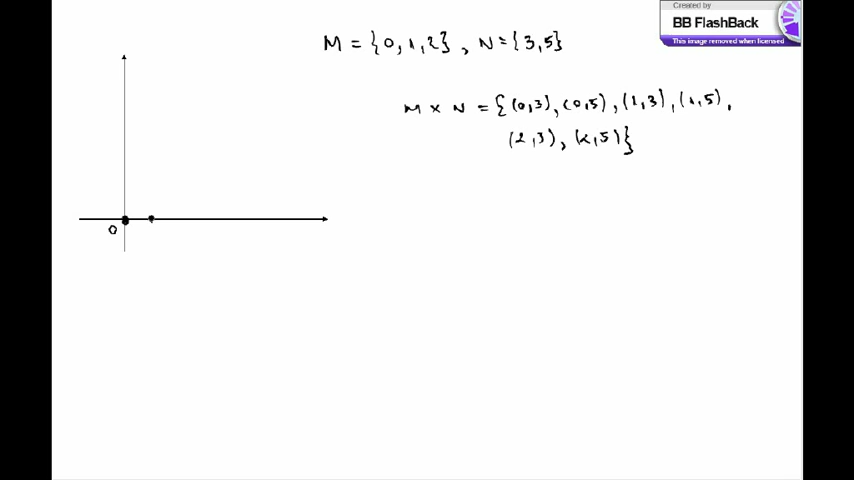 Created by
BB FlashBack
This image removed when licensed
M = {0, 1, 2} , N = {3, 5}
M × N = {(0,3), (0,5), (1,3), (1,5),
(2,3), (2,5)}
0